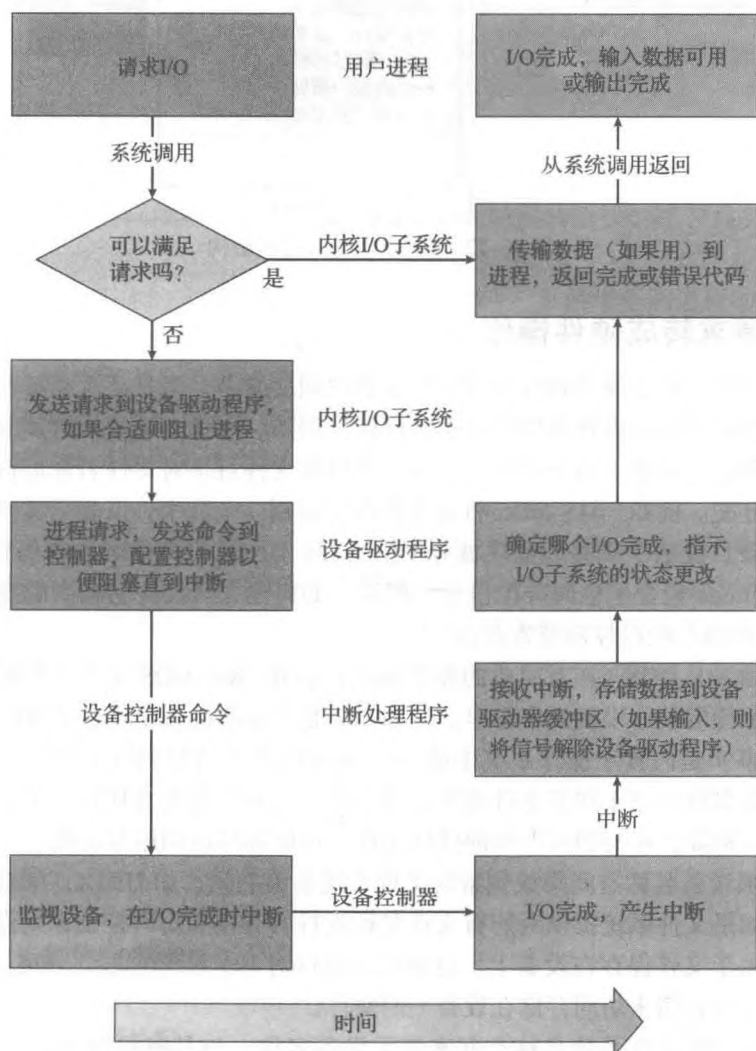 请求I/O
用户进程
I/O完成，输入数据可用
或输出完成
系统调用
从系统调用返回
可以满足
请求吗？
是
内核I/O子系统
传输数据（如果用）到
进程，返回完成或错误代码
否
发送请求到设备驱动程序，
如果合适则阻止进程
内核I/O子系统
进程请求，发送命令到
控制器，配置控制器以
便阻塞直到中断
设备驱动程序
确定哪个I/O完成，指示
I/O子系统的状态更改
设备控制器命令
中断处理程序
接收中断，存储数据到设备
驱动器缓冲区（如果输入，则
将信号解除设备驱动程序）
中断
监视设备，在I/O完成时中断
设备控制器
I/O完成，产生中断
时间